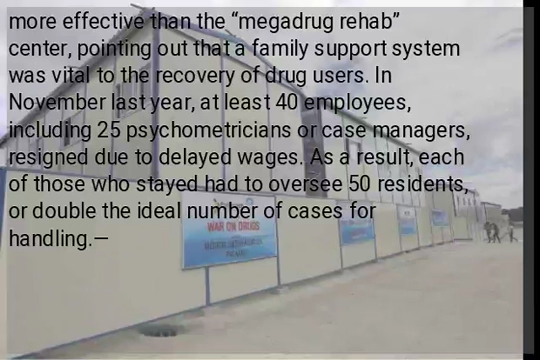 more effective than the “megadrug rehab”
center, pointing out that a family support system
was vital to the recovery of drug users. In
November last year, at least 40 employees,
including 25 psychometricians or case managers,
resigned due to delayed wages. As a result, each
of those who stayed had to oversee 50 residents,
or double the ideal number of cases for
handling.—
WAR ON DRUGS